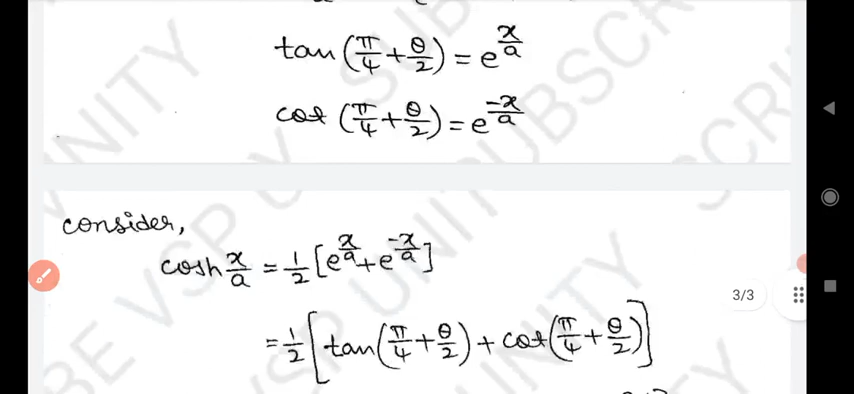 tan(π/4 + θ/2) = e^(x/a)
cot(π/4 + θ/2) = e^(-x/a)
consider,
cosh x/a = 1/2 [e^(x/a) + e^(-x/a)]
= 1/2 [tan(π/4 + θ/2) + cot(π/4 + θ/2)]
3/3